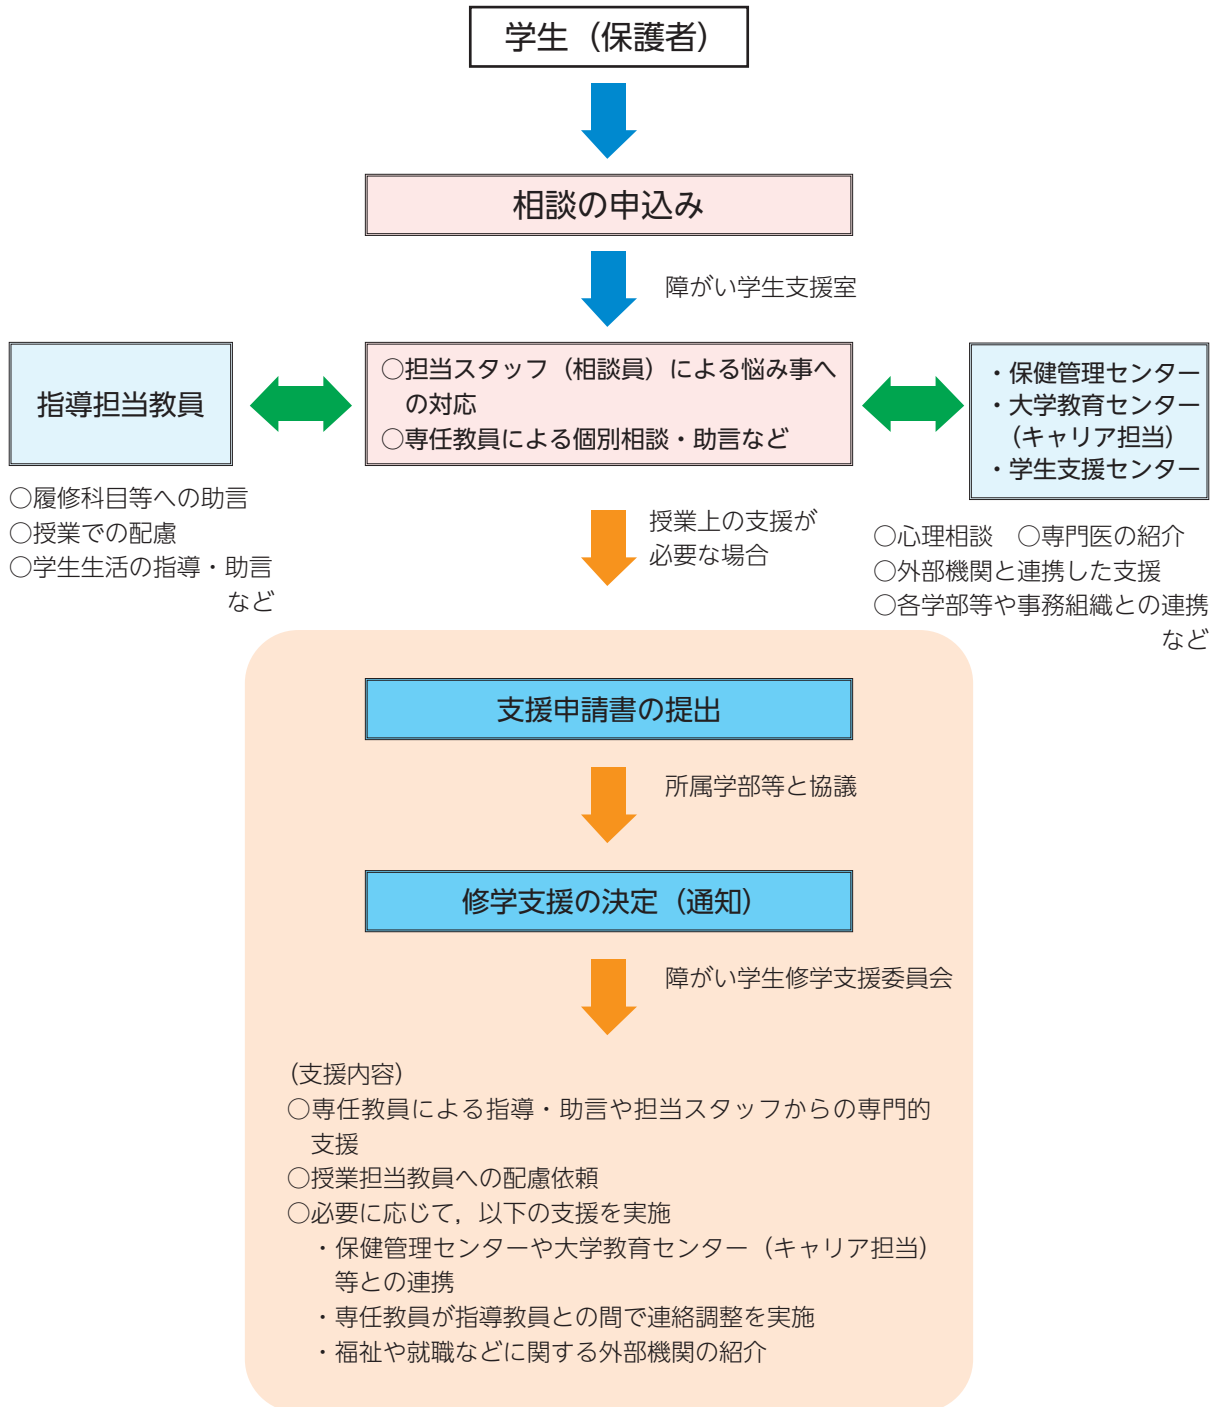 学生（保護者）
相談の申込み
障がい学生支援室
指導担当教員
○履修科目等への助言
○授業での配慮
○学生生活の指導・助言
など
○担当スタッフ（相談員）による悩み事へ
の対応
○専任教員による個別相談・助言など
・保健管理センター
・大学教育センター
（キャリア担当）
・学生支援センター
○心理相談　○専門医の紹介
○外部機関と連携した支援
○各学部等や事務組織との連携
など
授業上の支援が
必要な場合
支援申請書の提出
所属学部等と協議
修学支援の決定（通知）
障がい学生修学支援委員会
（支援内容）
○専任教員による指導・助言や担当スタッフからの専門的
支援
○授業担当教員への配慮依頼
○必要に応じて，以下の支援を実施
・保健管理センターや大学教育センター（キャリア担当）
等との連携
・専任教員が指導教員との間で連絡調整を実施
・福祉や就職などに関する外部機関の紹介